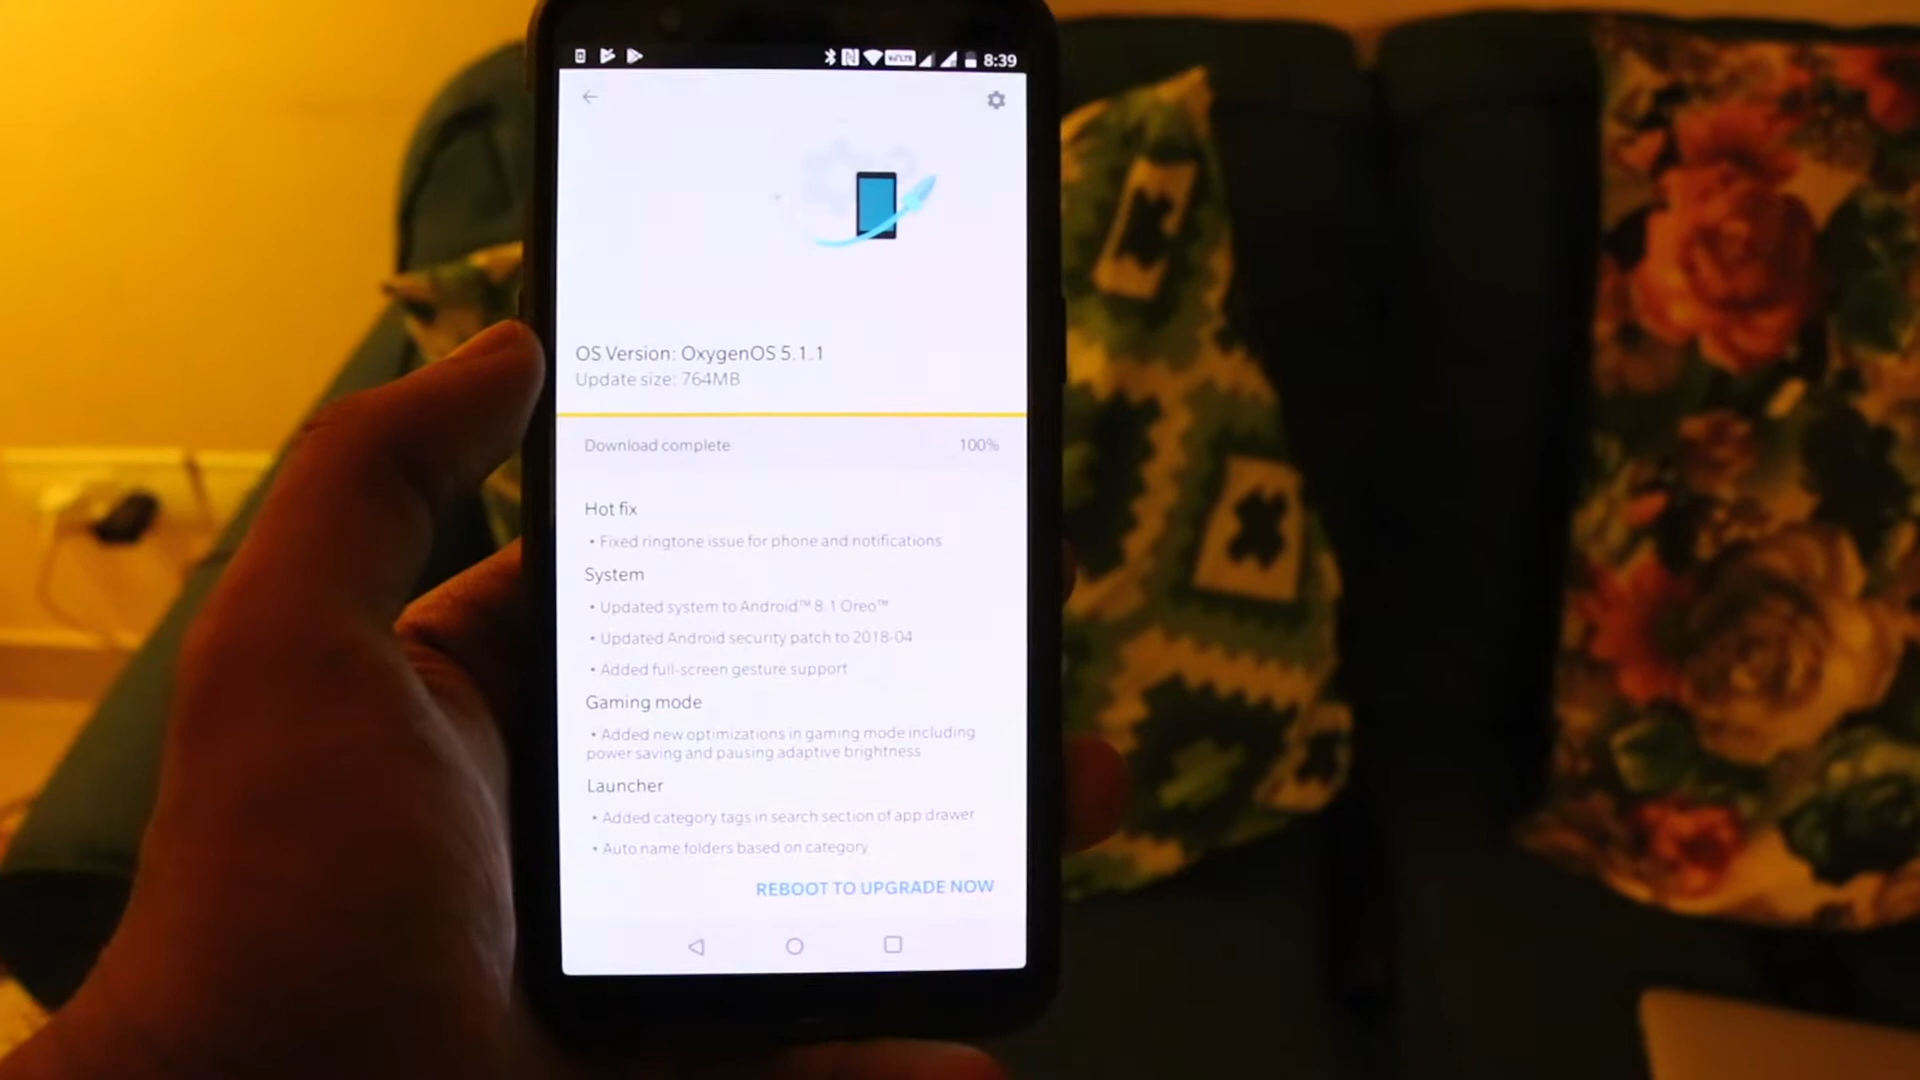 8:39
OS Version: OxygenOS 5.1.1
Update size: 764MB
Download complete 100%
Hot fix
• Fixed ringtone issue for phone and notifications
System
• Updated system to Android™ 8.1 Oreo™
• Updated Android security patch to 2018-04
• Added full-screen gesture support
Gaming mode
• Added new optimizations in gaming mode including
power saving and pausing adaptive brightness
Launcher
• Added category tags in search section of app drawer
• Auto name folders based on category
REBOOT TO UPGRADE NOW